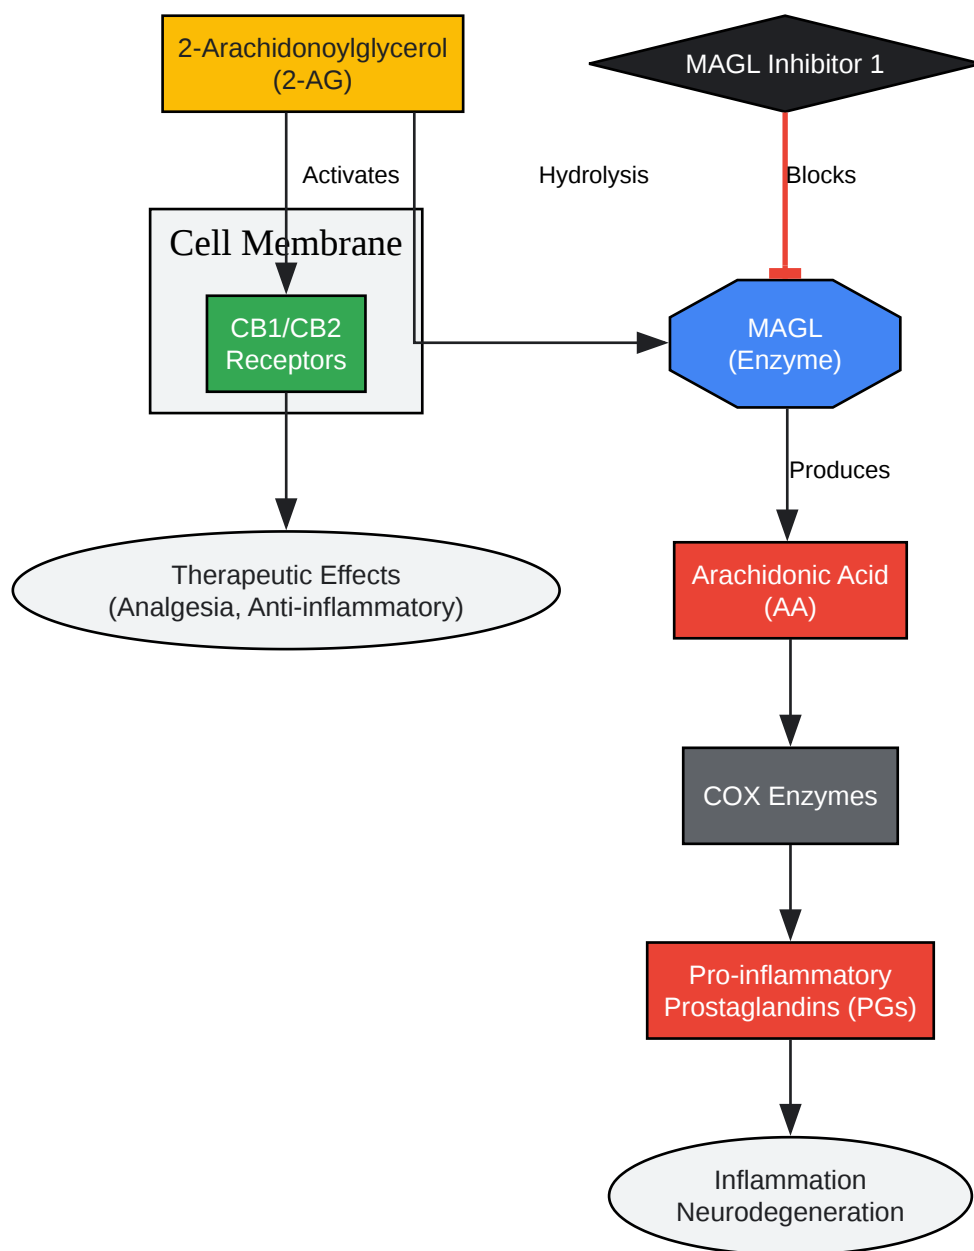 2-Arachidonoylglycerol
(2-AG)
MAGL Inhibitor 1
Activates
Hydrolysis
Blocks
Cell Membrane
CB1/CB2
Receptors
MAGL
(Enzyme)
Produces
Therapeutic Effects
(Analgesia, Anti-inflammatory)
Arachidonic Acid
(AA)
COX Enzymes
Pro-inflammatory
Prostaglandins (PGs)
Inflammation
Neurodegeneration